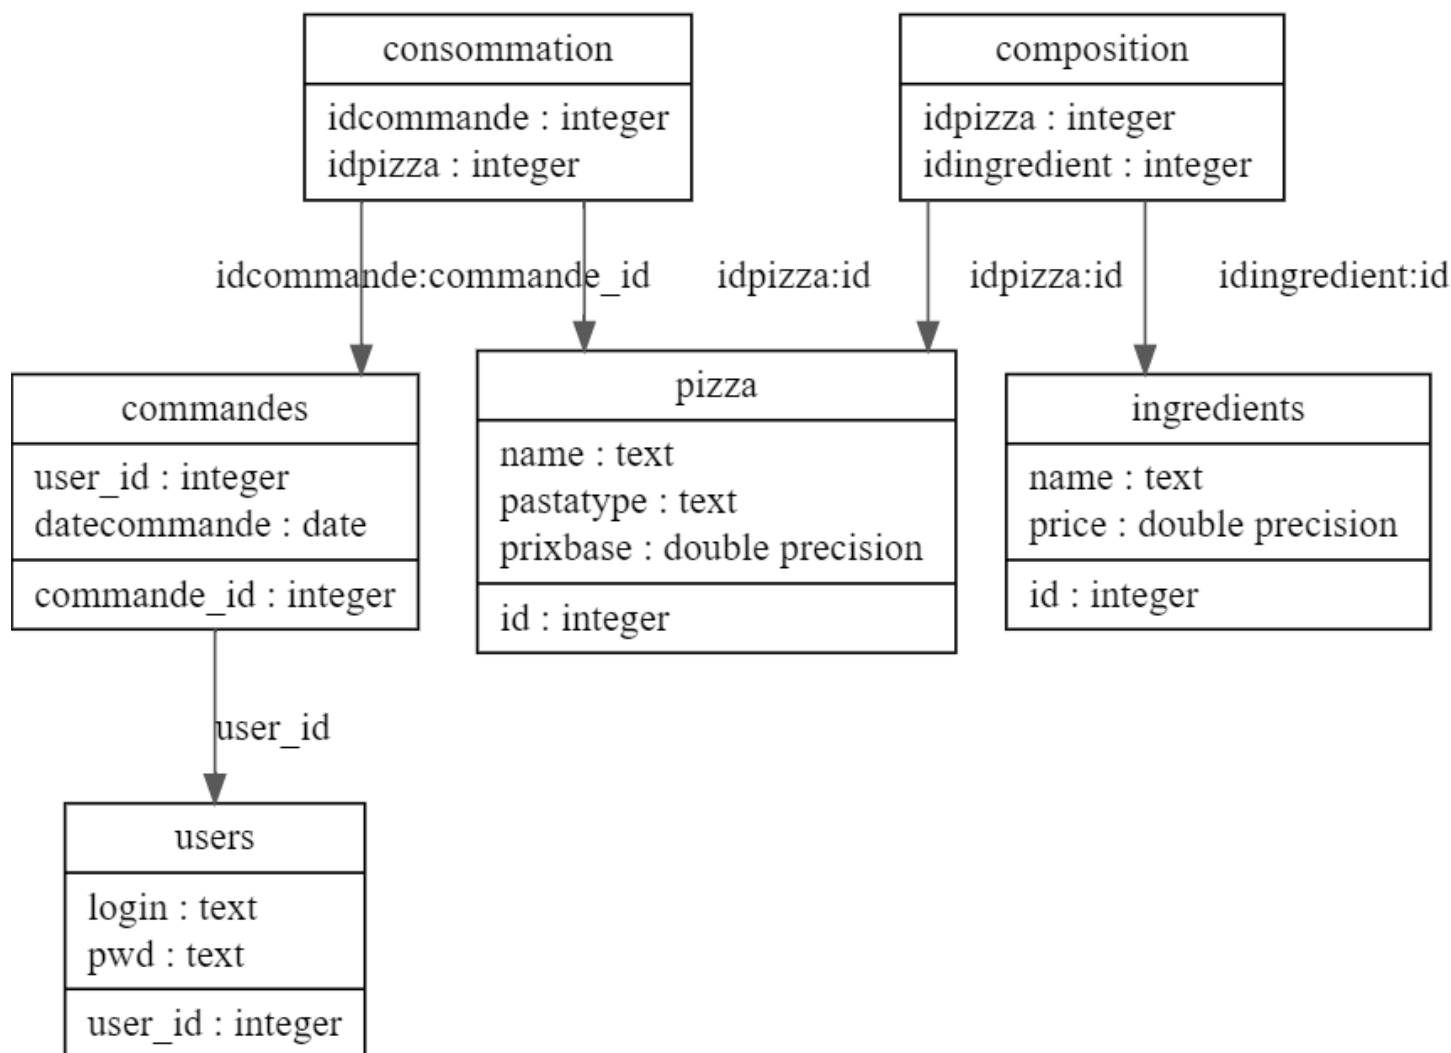 consommation
idcommande : integer
idpizza : integer
composition
idpizza : integer
idingredient : integer
idcommande:commande_id
idpizza:id
idpizza:id
idingredient:id
commandes
user_id : integer
datecommande : date
commande_id : integer
pizza
name : text
pastatype : text
prixbase : double precision
id : integer
ingredients
name : text
price : double precision
id : integer
user_id
users
login : text
pwd : text
user_id : integer